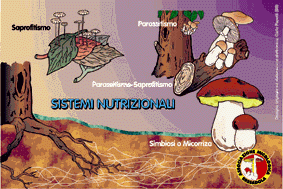 Saprofitismo
Parassitismo
Parassitismo-Saprofitismo
SISTEMI NUTRIZIONALI
Simbiosi o Micorriza